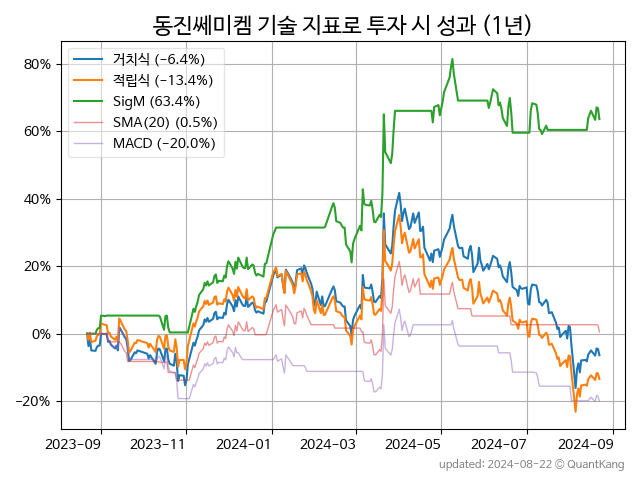 동진쎄미켐 기술 지표로 투자 시 성과 (1년)
거치식 (−6.4%)
적립식 (−13.4%)
SigM (63.4%)
SMA(20) (0.5%)
MACD (−20.0%)
80%
60%
40%
20%
0%
−20%
2023-09 2023-11 2024-01 2024-03 2024-05 2024-07 2024-09
updated: 2024-08-22 © QuantKang